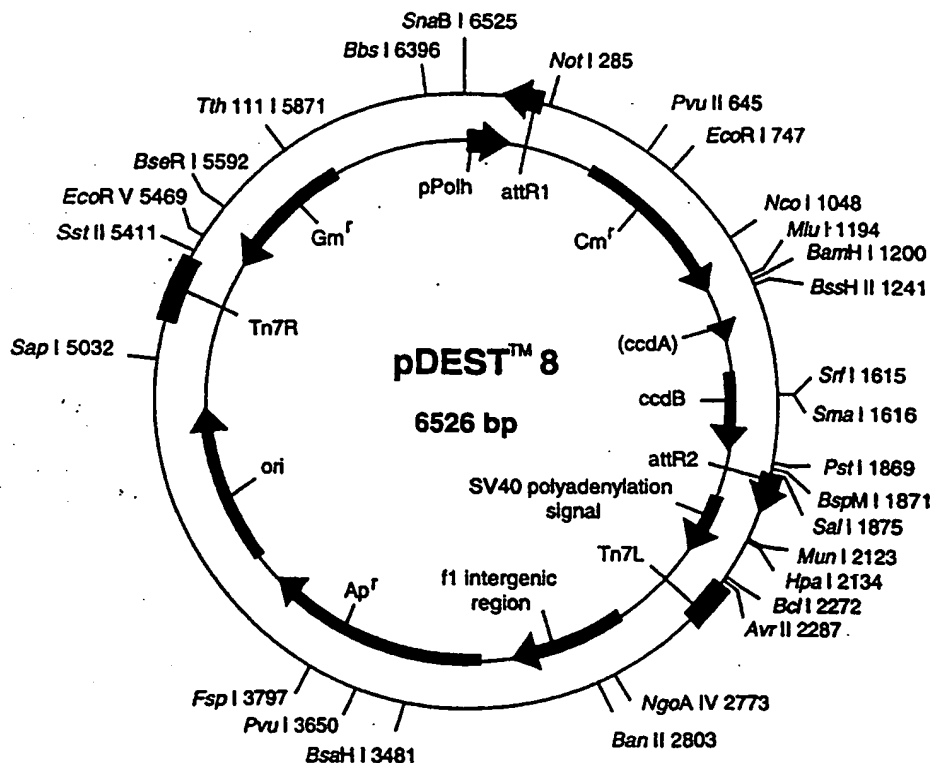 SnaB I 6525
Bbs I 6396
Not I 285
Tth 111 I 5871
Pvu II 645
EcoR I 747
BseR I 5592
EcoR V 5469
Sst II 5411
pPolh
attR1
Gmr
Cmr
Nco I 1048
Mlu I 1194
BamH I 1200
BssH II 1241
Tn7R
Sap I 5032
(ccdA)
pDEST™ 8
6526 bp
ccdB
Srf I 1615
Sma I 1616
attR2
ori
SV40 polyadenylation
signal
Pst I 1869
BspM I 1871
Sal I 1875
Tn7L
Mun I 2123
Hpa I 2134
Bcl I 2272
Avr II 2287
f1 intergenic
region
Apr
Fsp I 3797
Pvu I 3650
BsaH I 3481
NgoA IV 2773
Ban II 2803